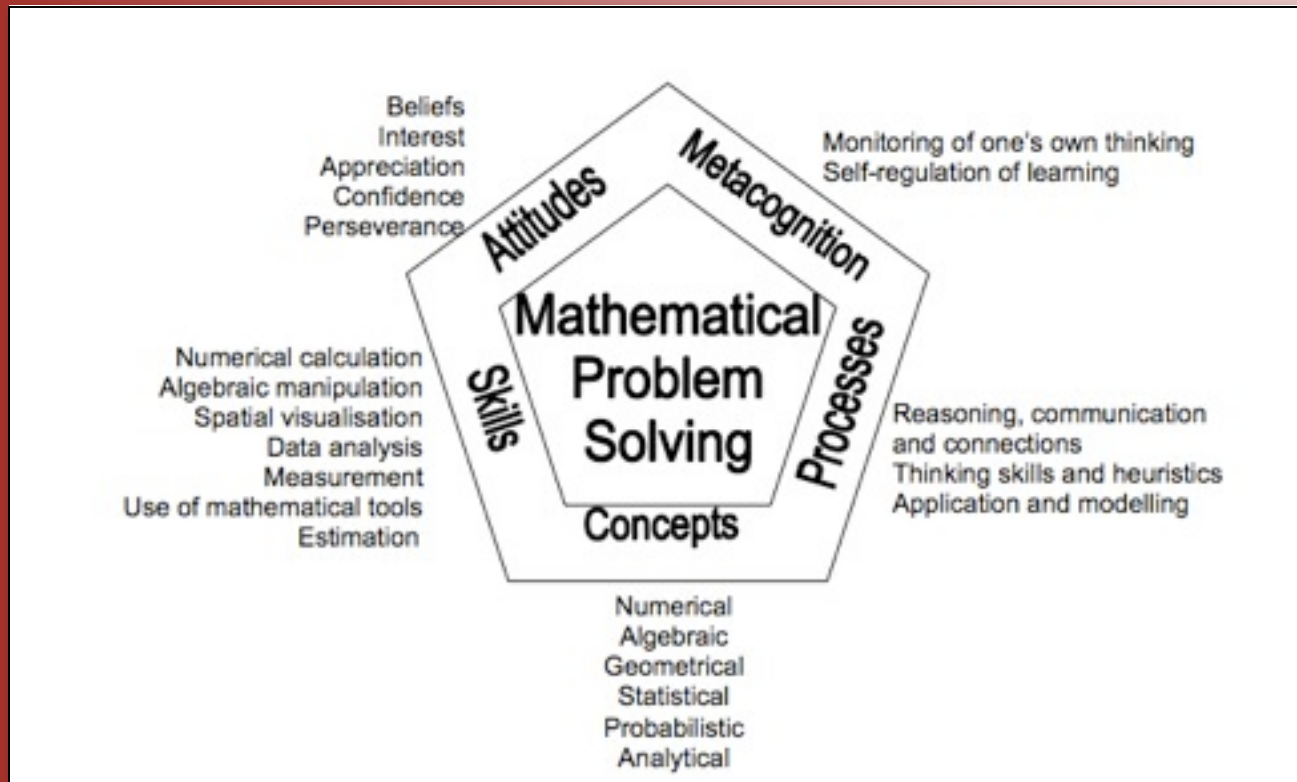 Beliefs
Interest
Appreciation
Confidence
Perseverance
Attitudes
Metacognition
Monitoring of one's own thinking
Self-regulation of learning
Mathematical
Problem
Solving
Skills
Numerical calculation
Algebraic manipulation
Spatial visualisation
Data analysis
Measurement
Use of mathematical tools
Estimation
Processes
Reasoning, communication
and connections
Thinking skills and heuristics
Application and modelling
Concepts
Numerical
Algebraic
Geometrical
Statistical
Probabilistic
Analytical